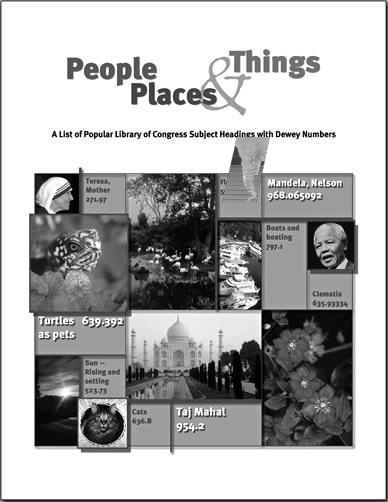 People
Places
&
Things
A List of Popular Library of Congress Subject Headings with Dewey Numbers
Teresa,
Mother
271.97
Mandela, Nelson
968.065092
Boats and
boating
797.1
Clematis
635.93334
Turtles 639.392
as pets
Sun --
Rising and
setting
523.73
Cats
636.8
Taj Mahal
954.2